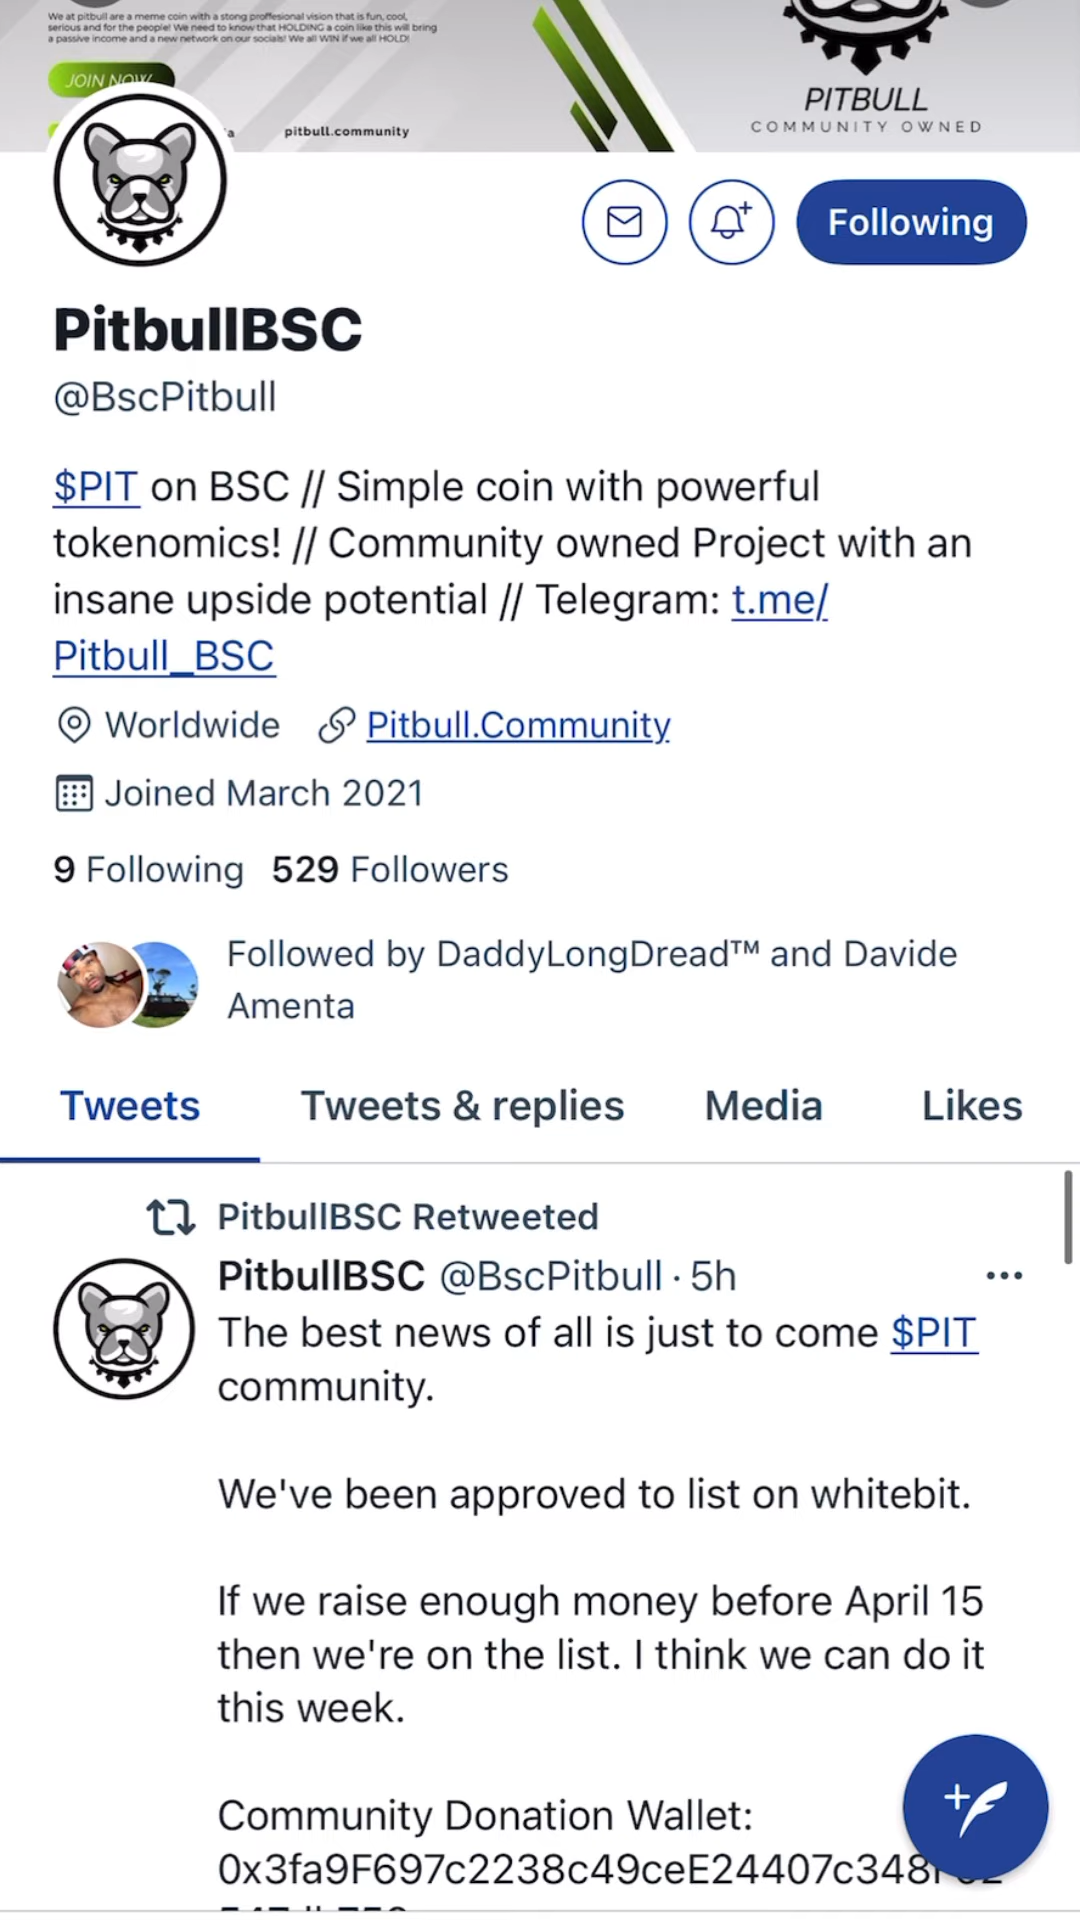 We at pitbull are a meme coin with a stong proffesional vision that is fun, cool,
serious and for the people! We need to know that HOLDING a coin like this will bring
a passive income and a new network on our socials! We all WIN if we all HOLD!
JOIN NOW
pitbull.community
PITBULL
COMMUNITY OWNED
Following
PitbullBSC
@BscPitbull
$PIT on BSC // Simple coin with powerful
tokenomics! // Community owned Project with an
insane upside potential // Telegram: t.me/
Pitbull_BSC
Worldwide Pitbull.Community
Joined March 2021
9 Following 529 Followers
Followed by DaddyLongDread™ and Davide
Amenta
Tweets Tweets & replies Media Likes
PitbullBSC Retweeted
PitbullBSC @BscPitbull · 5h
The best news of all is just to come $PIT
community.
We've been approved to list on whitebit.
If we raise enough money before April 15
then we're on the list. I think we can do it
this week.
Community Donation Wallet:
0x3fa9F697c2238c49ceE24407c348